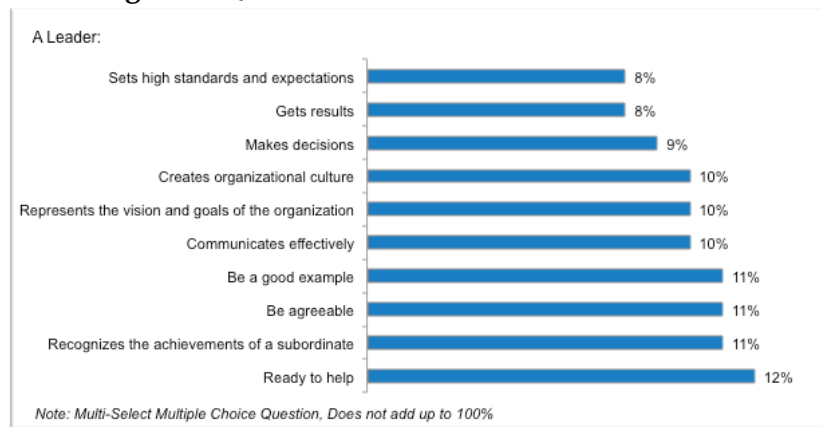 A Leader:
Sets high standards and expectations 8%
Gets results 8%
Makes decisions 9%
Creates organizational culture 10%
Represents the vision and goals of the organization 10%
Communicates effectively 10%
Be a good example 11%
Be agreeable 11%
Recognizes the achievements of a subordinate 11%
Ready to help 12%
Note: Multi-Select Multiple Choice Question, Does not add up to 100%